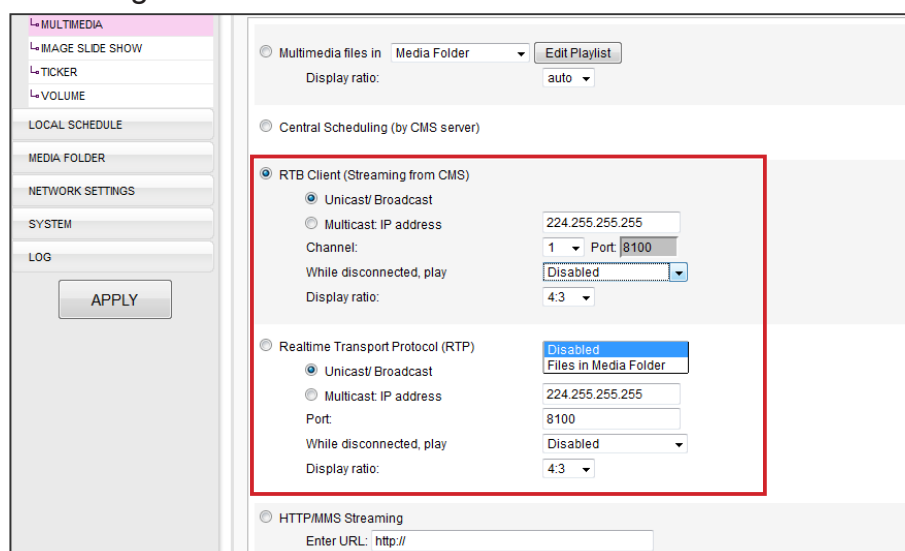 MULTIMEDIA
IMAGE SLIDE SHOW
TICKER
VOLUME
LOCAL SCHEDULE
MEDIA FOLDER
NETWORK SETTINGS
SYSTEM
LOG
APPLY
Multimedia files in Media Folder Edit Playlist
Display ratio: auto
Central Scheduling (by CMS server)
RTB Client (Streaming from CMS)
Unicast/ Broadcast
Multicast: IP address 224.255.255.255
Channel: 1 Port: 8100
While disconnected, play Disabled
Display ratio: 4:3
Realtime Transport Protocol (RTP) Disabled
Unicast/ Broadcast Files in Media Folder
Multicast: IP address 224.255.255.255
Port: 8100
While disconnected, play Disabled
Display ratio: 4:3
HTTP/MMS Streaming
Enter URL: http://